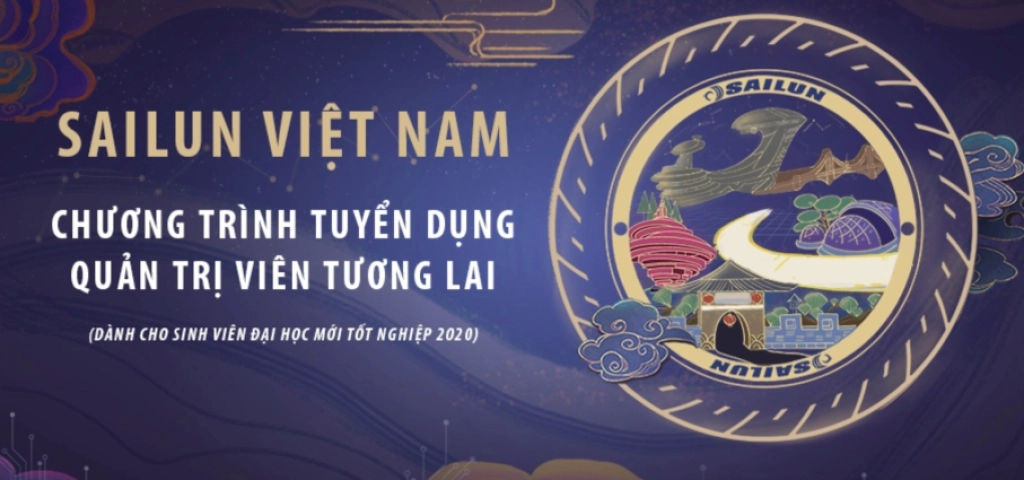 SAILUN VIỆT NAM
CHƯƠNG TRÌNH TUYỂN DỤNG
QUẢN TRỊ VIÊN TƯƠNG LAI
(DÀNH CHO SINH VIÊN ĐẠI HỌC MỚI TỐT NGHIỆP 2020)
SAILUN
SAILUN